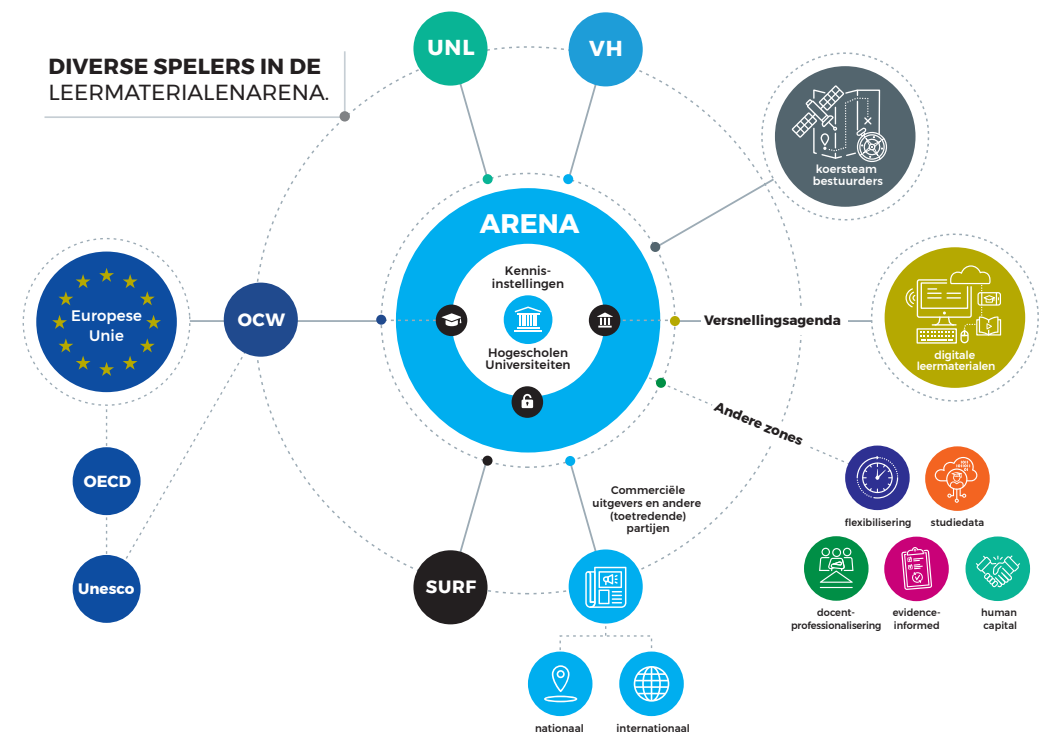 DIVERSE SPELERS IN DE
LEERMATERIALENARENA.
UNL
VH
koersteam
bestuurders
ARENA
Kennis-
instellingen
Hogescholen
Universiteiten
Europese
Unie
OCW
Versnellingsagenda
digitale
leermaterialen
Andere zones
OECD
Unesco
Commerciële
uitgevers en andere
(toetredende)
partijen
SURF
flexibilisering
studiedata
docent-
professionalisering
evidence-
informed
human
capital
nationaal
internationaal